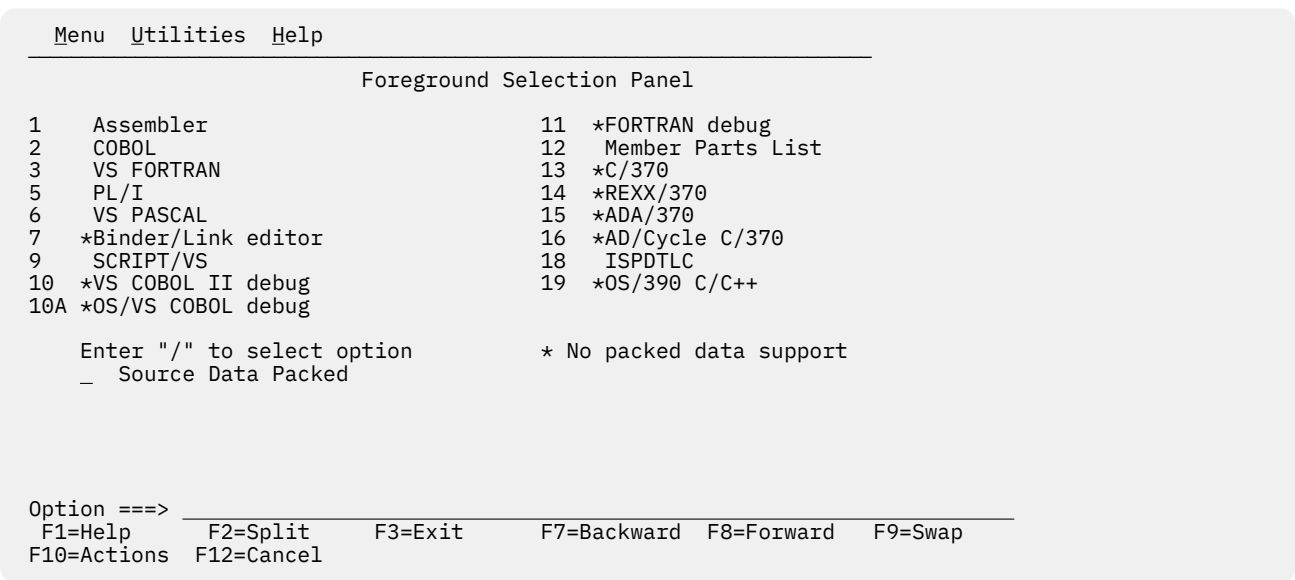 Menu  Utilities  Help
Foreground Selection Panel
1    Assembler                          11  *FORTRAN debug
2    COBOL                              12   Member Parts List
3    VS FORTRAN                         13  *C/370
5    PL/I                               14  *REXX/370
6    VS PASCAL                          15  *ADA/370
7   *Binder/Link editor                 16  *AD/Cycle C/370
9    SCRIPT/VS                          18   ISPDTLC
10  *VS COBOL II debug                  19  *OS/390 C/C++
10A *OS/VS COBOL debug
Enter "/" to select option          * No packed data support
_  Source Data Packed
Option ===> _________________________________________________________________
F1=Help      F2=Split     F3=Exit      F7=Backward  F8=Forward   F9=Swap
F10=Actions  F12=Cancel